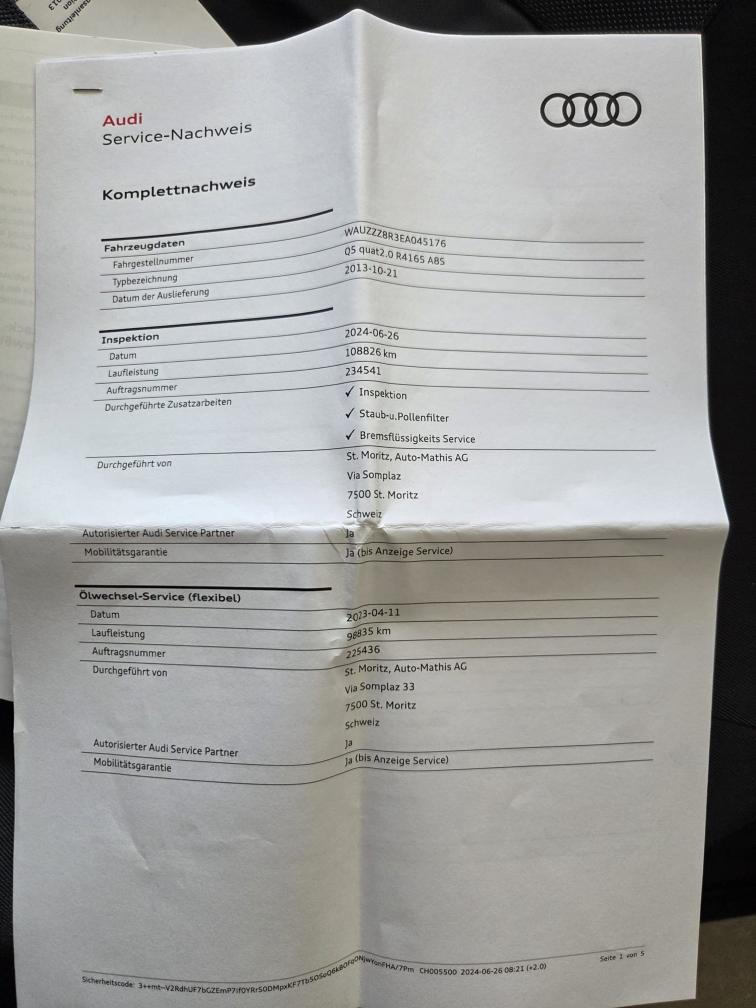 Audi
Service-Nachweis
Komplettnachweis
Fahrzeugdaten
Fahrgestellnummer WAUZZZ8R3EA045176
Typbezeichnung Q5 quat2.0 R4165 A8S
Datum der Auslieferung 2013-10-21
Inspektion
Datum 2024-06-26
Laufleistung 108826 km
Auftragsnummer 234541
Durchgeführte Zusatzarbeiten ✓ Inspektion
✓ Staub-u.Pollenfilter
✓ Bremsflüssigkeits Service
Durchgeführt von St. Moritz, Auto-Mathis AG
Via Somplaz
7500 St. Moritz
Schweiz
Autorisierter Audi Service Partner Ja
Mobilitätsgarantie Ja (bis Anzeige Service)
Ölwechsel-Service (flexibel)
Datum 2023-04-11
Laufleistung 98835 km
Auftragsnummer 225436
Durchgeführt von St. Moritz, Auto-Mathis AG
Via Somplaz 33
7500 St. Moritz
Schweiz
Autorisierter Audi Service Partner Ja
Mobilitätsgarantie Ja (bis Anzeige Service)
Seite 1 von 5
Sicherheitscode: CH005500 2024-06-26 08:21 (+2.0)